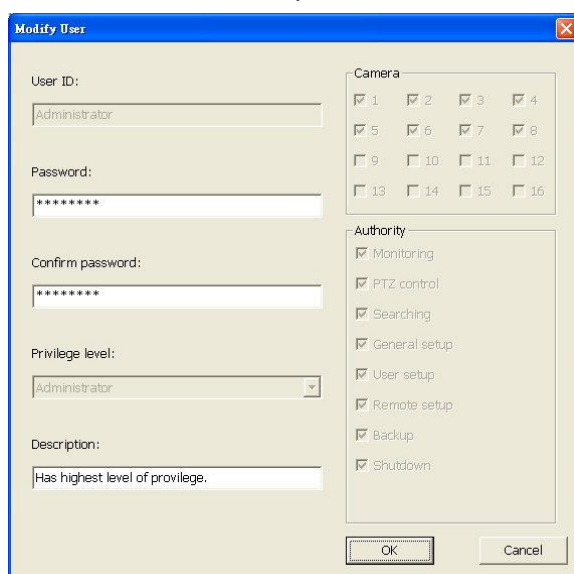 Modify User
User ID:
Administrator
Password:
********
Confirm password:
********
Privilege level:
Administrator
Description:
Has highest level of provilege.
Camera
1 2 3 4
5 6 7 8
9 10 11 12
13 14 15 16
Authority
Monitoring
PTZ control
Searching
General setup
User setup
Remote setup
Backup
Shutdown
OK Cancel